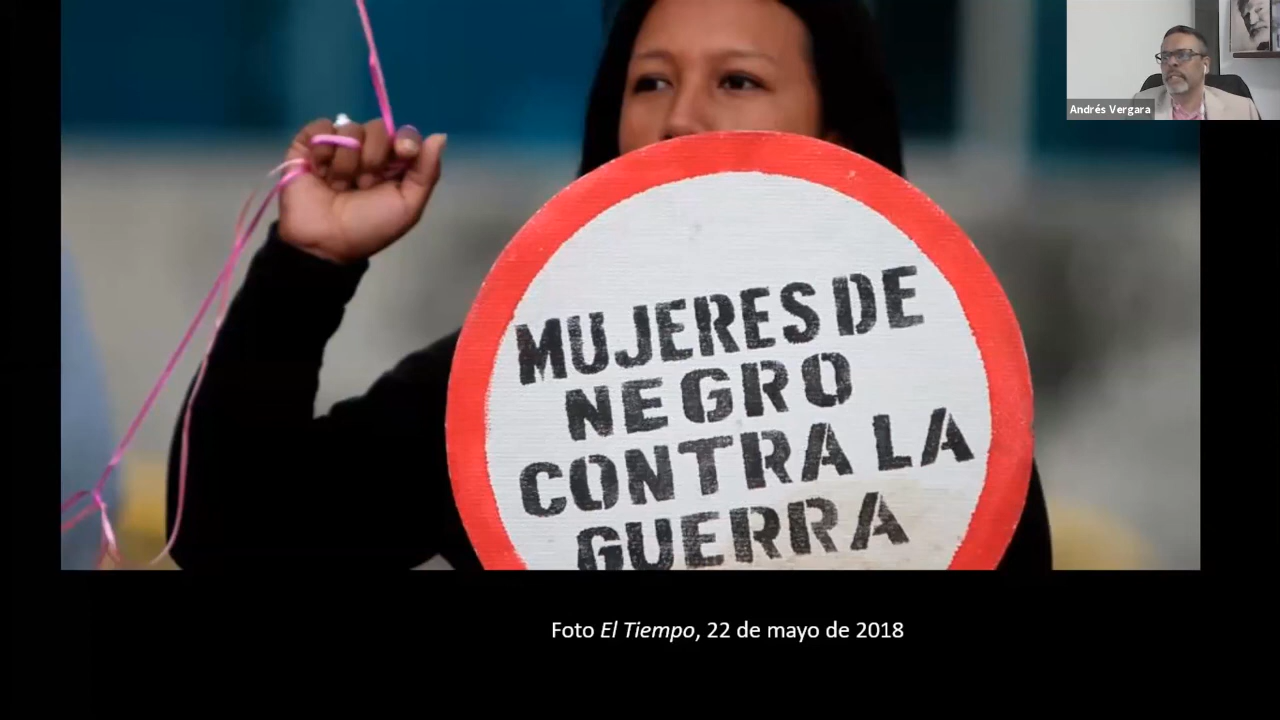 Andrés Vergara
MUJERES DE
NEGRO
CONTRA LA
GUERRA
Foto El Tiempo, 22 de mayo de 2018